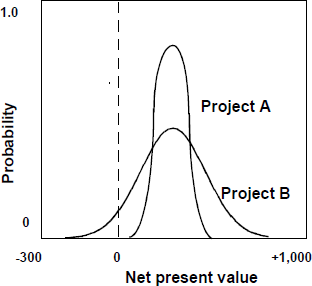 1.0
Probability
Project A
Project B
0
-300
0
+1,000
Net present value